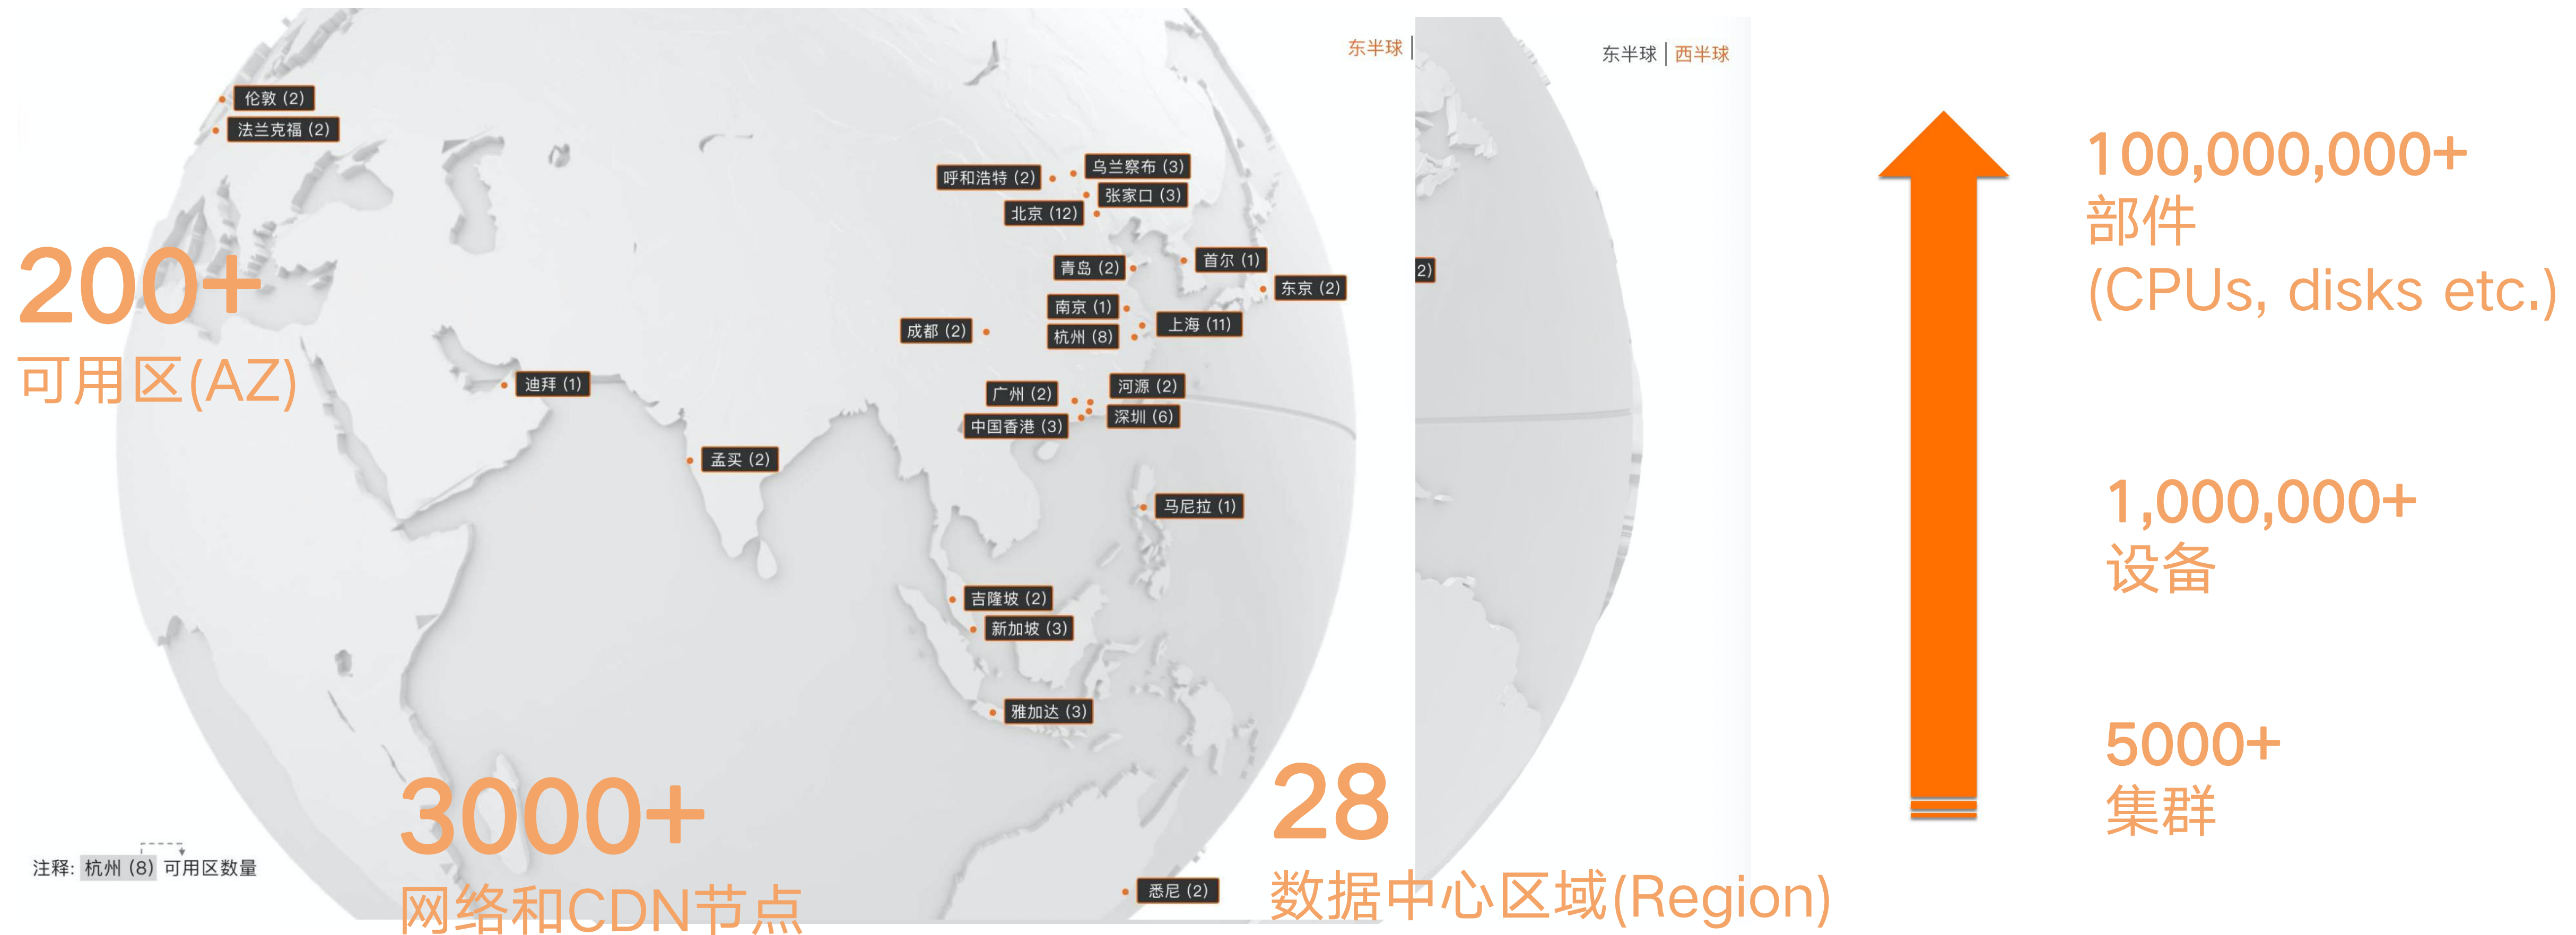 东半球
东半球 | 西半球
伦敦 (2)
法兰克福 (2)
呼和浩特 (2)
乌兰察布 (3)
张家口 (3)
北京 (12)
青岛 (2)
首尔 (1)
东京 (2)
南京 (1)
上海 (11)
成都 (2)
杭州 (8)
迪拜 (1)
广州 (2)
河源 (2)
中国香港 (3)
深圳 (6)
孟买 (2)
马尼拉 (1)
吉隆坡 (2)
新加坡 (3)
雅加达 (3)
悉尼 (2)
2)
200+
可用区(AZ)
3000+
网络和CDN节点
28
数据中心区域(Region)
注释: 杭州 (8) 可用区数量
100,000,000+
部件
(CPUs, disks etc.)
1,000,000+
设备
5000+
集群